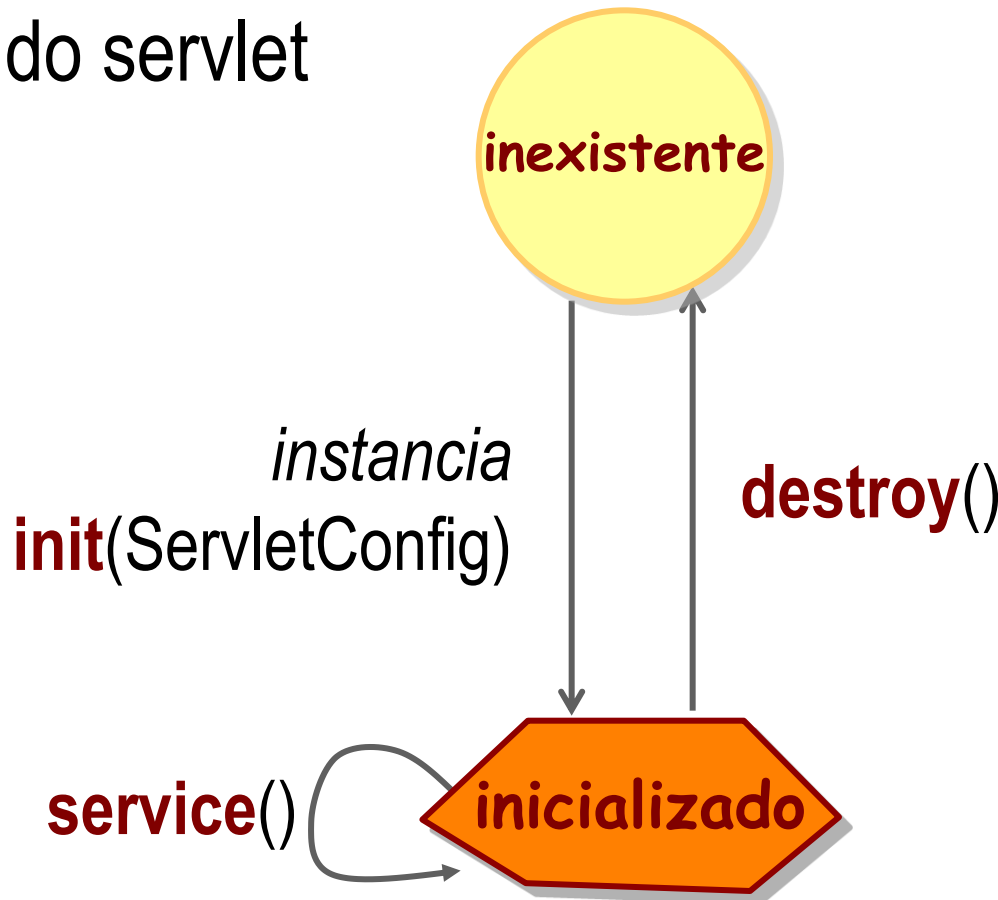 do servlet
inexistente
instancia
init(ServletConfig)
destroy()
service()
inicializado